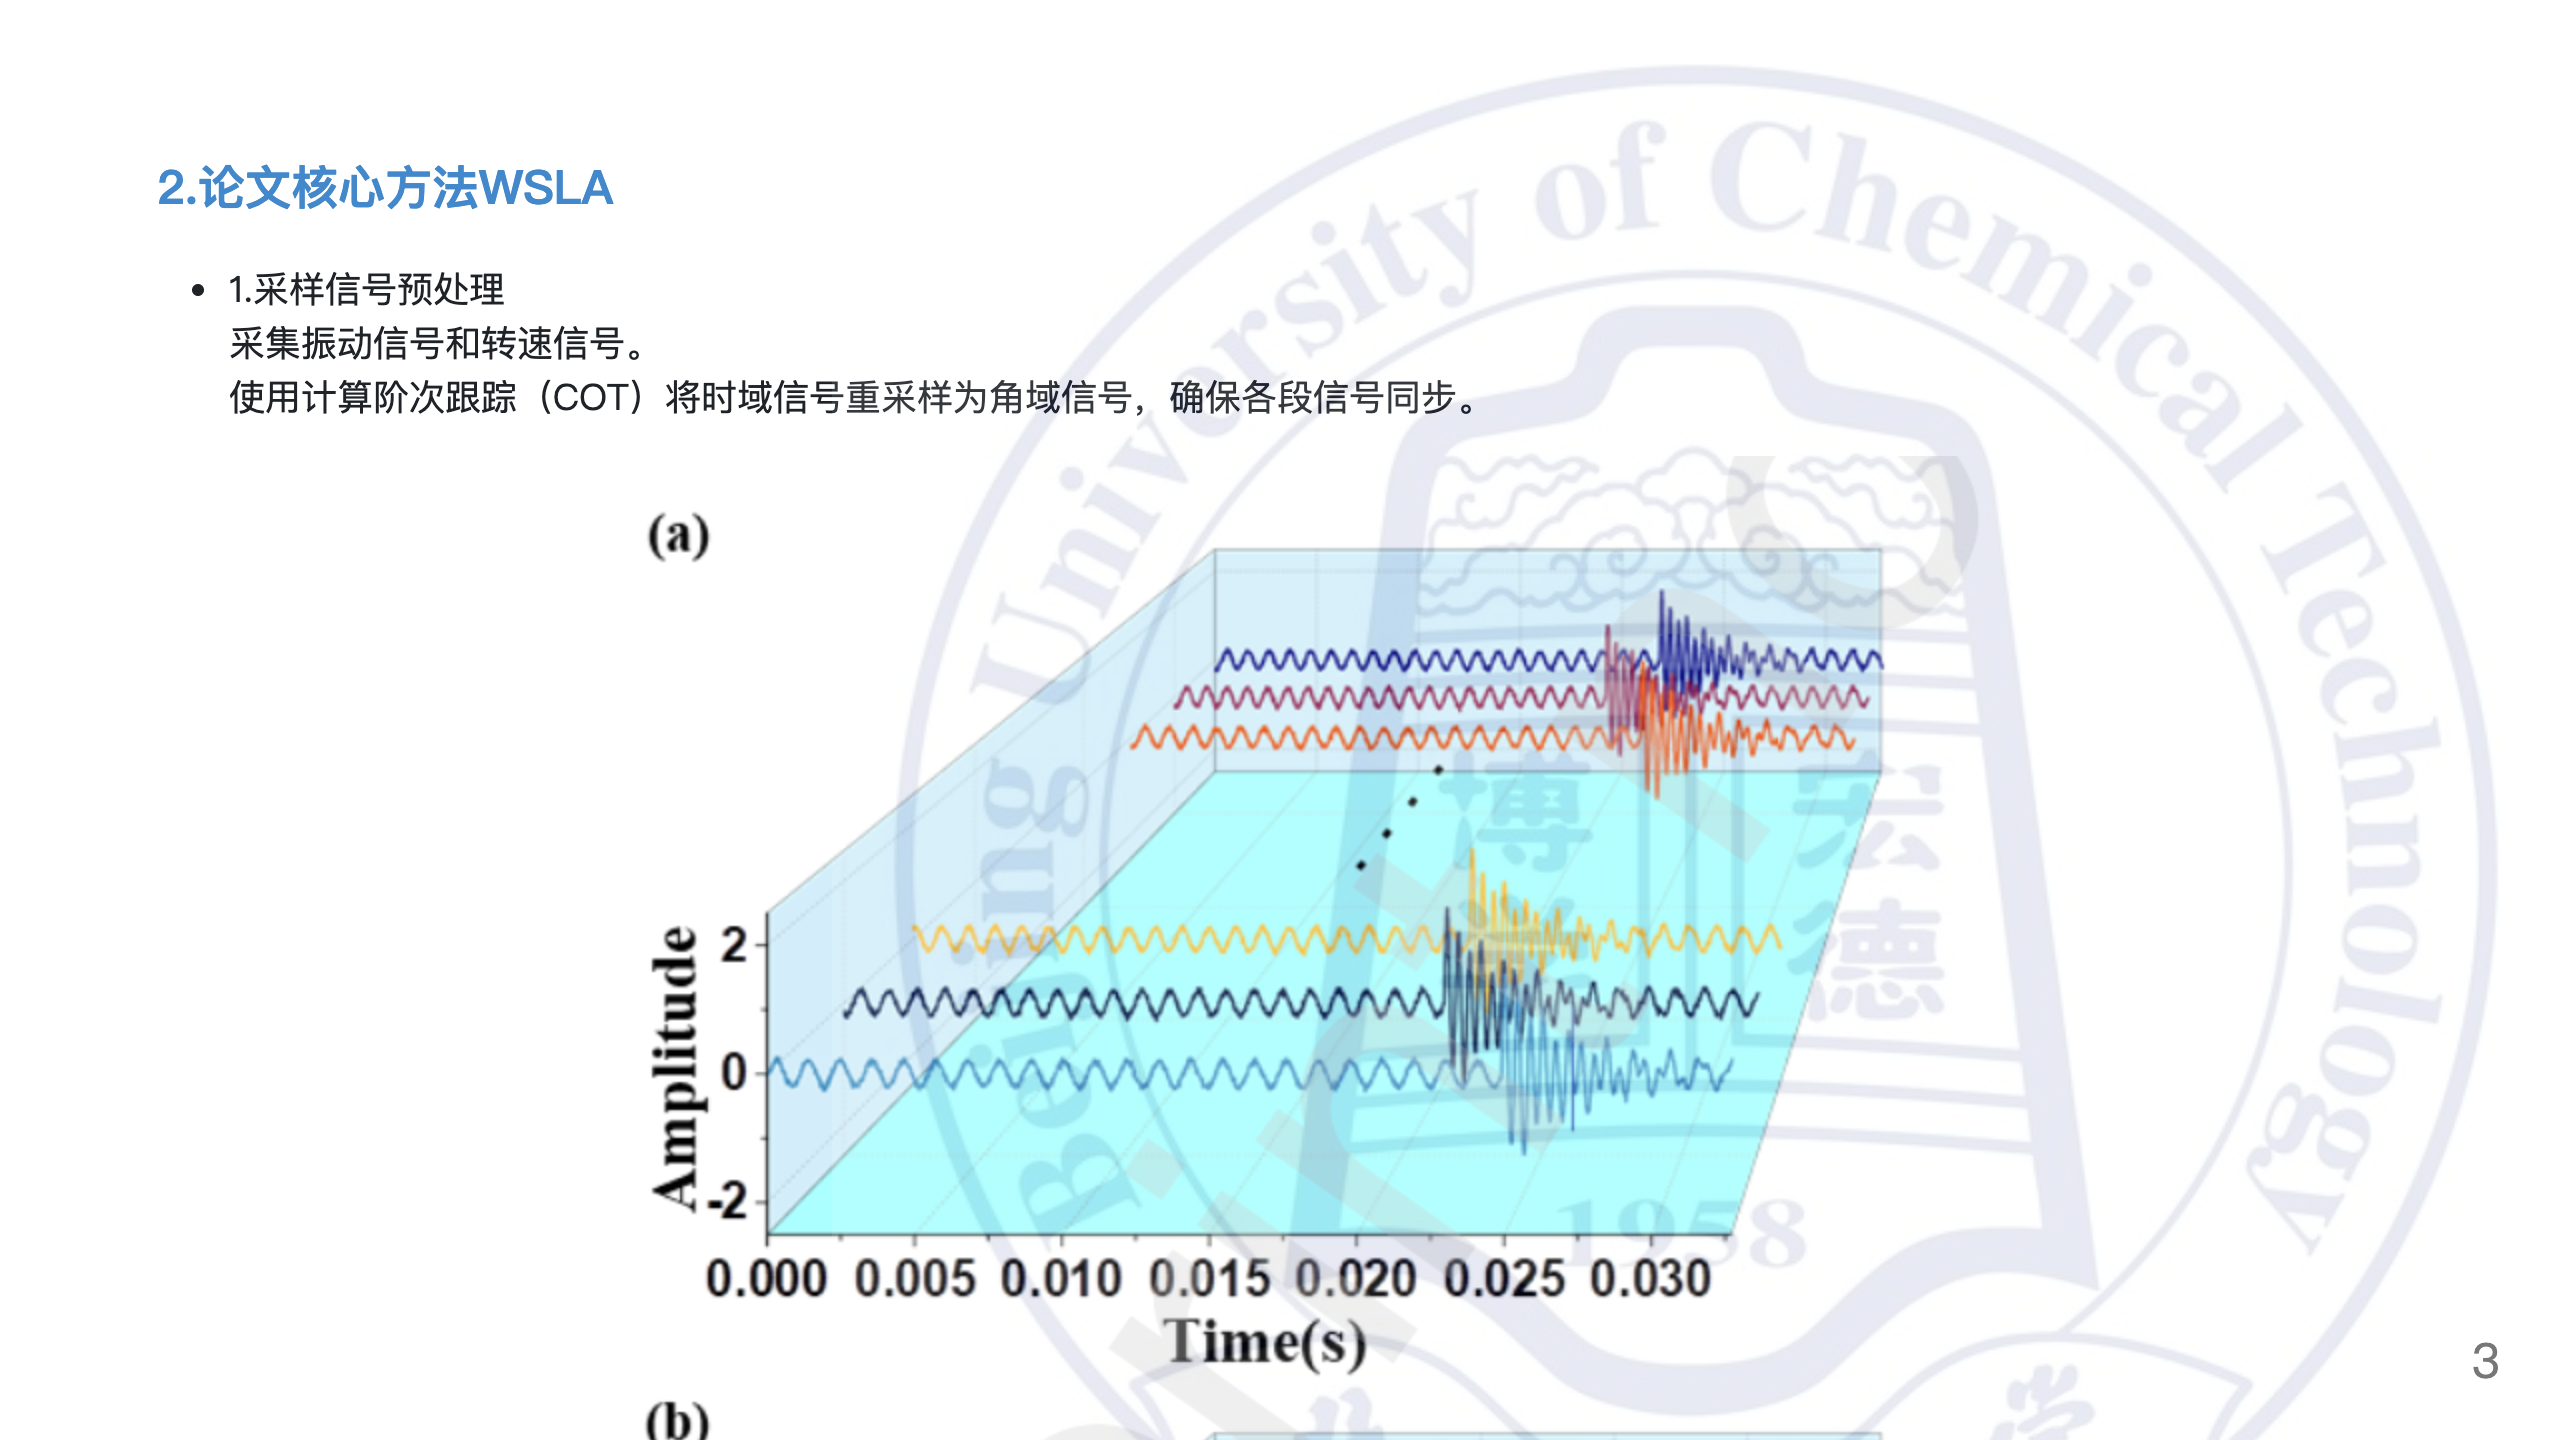 2.论文核心方法WSLA
1.采样信号预处理
采集振动信号和转速信号。
使用计算阶次跟踪（COT）将时域信号重采样为角域信号，确保各段信号同步。
(a)
Amplitude
2
0
-2
0.000 0.005 0.010 0.015 0.020 0.025 0.030
Time(s)
(b)
3
Beijing University of Chemical Technology
1958